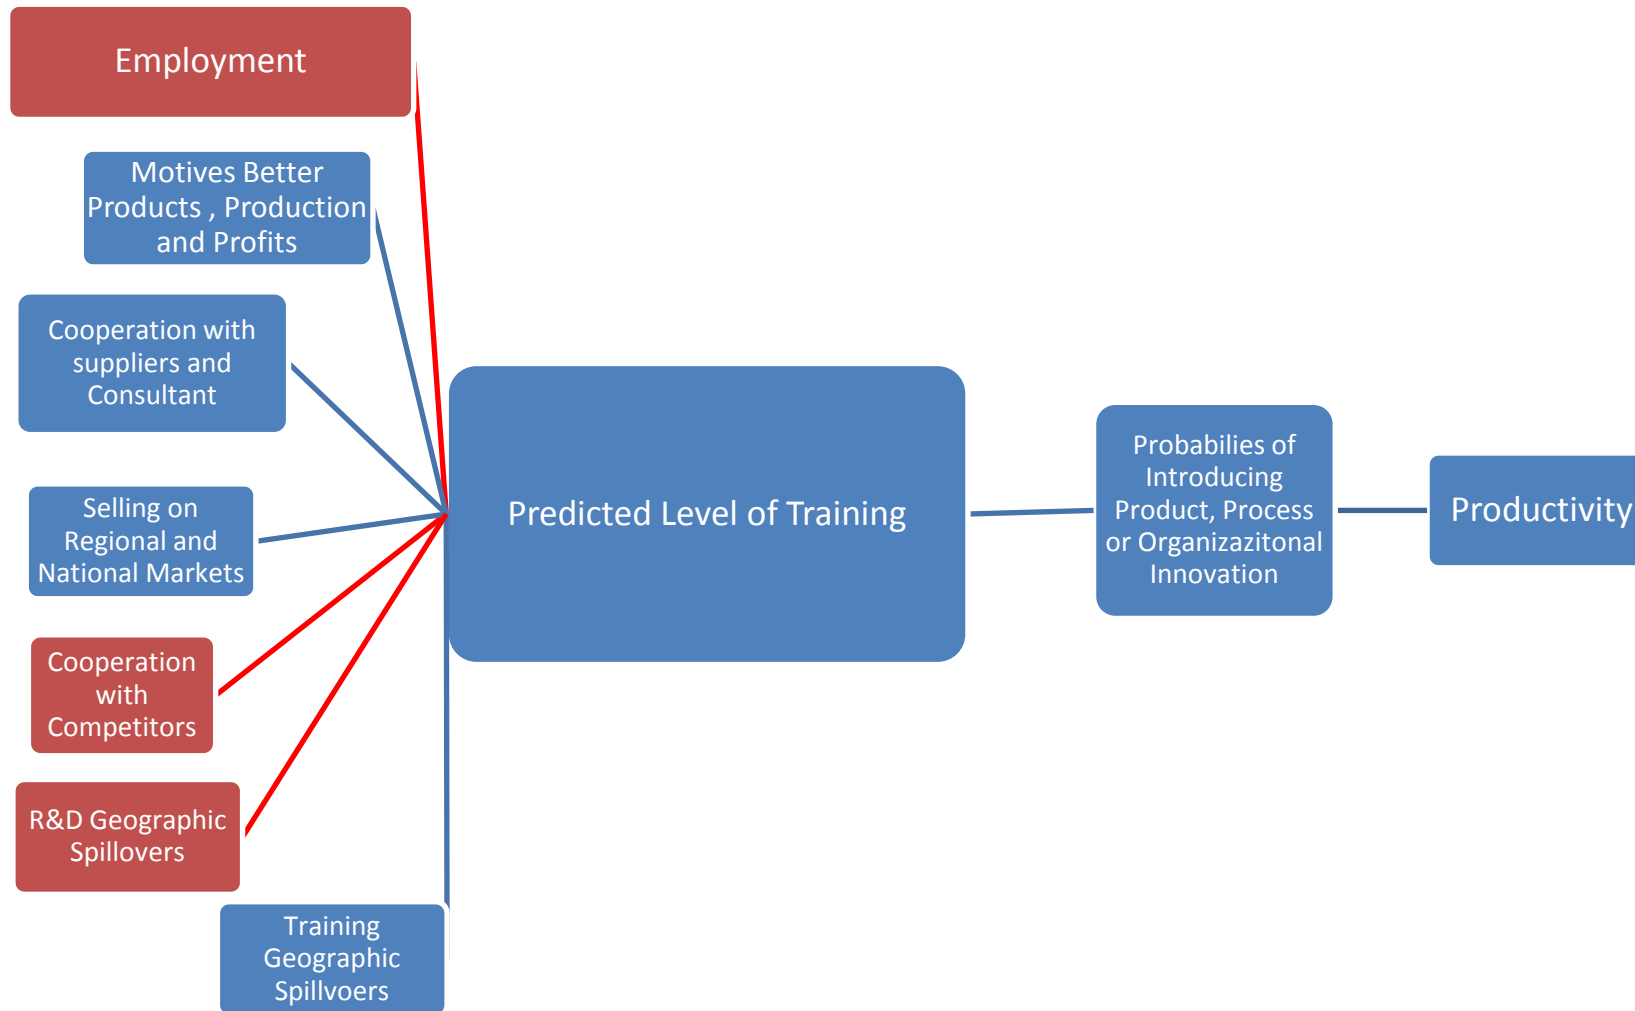 Employment
Motives Better
Products , Production
and Profits
Cooperation with
suppliers and
Consultant
Selling on
Regional and
National Markets
Cooperation
with
Competitors
R&D Geographic
Spillovers
Training
Geographic
Spillvoers
Predicted Level of Training
Probabilies of
Introducing
Product, Process
or Organizazitonal
Innovation
Productivity